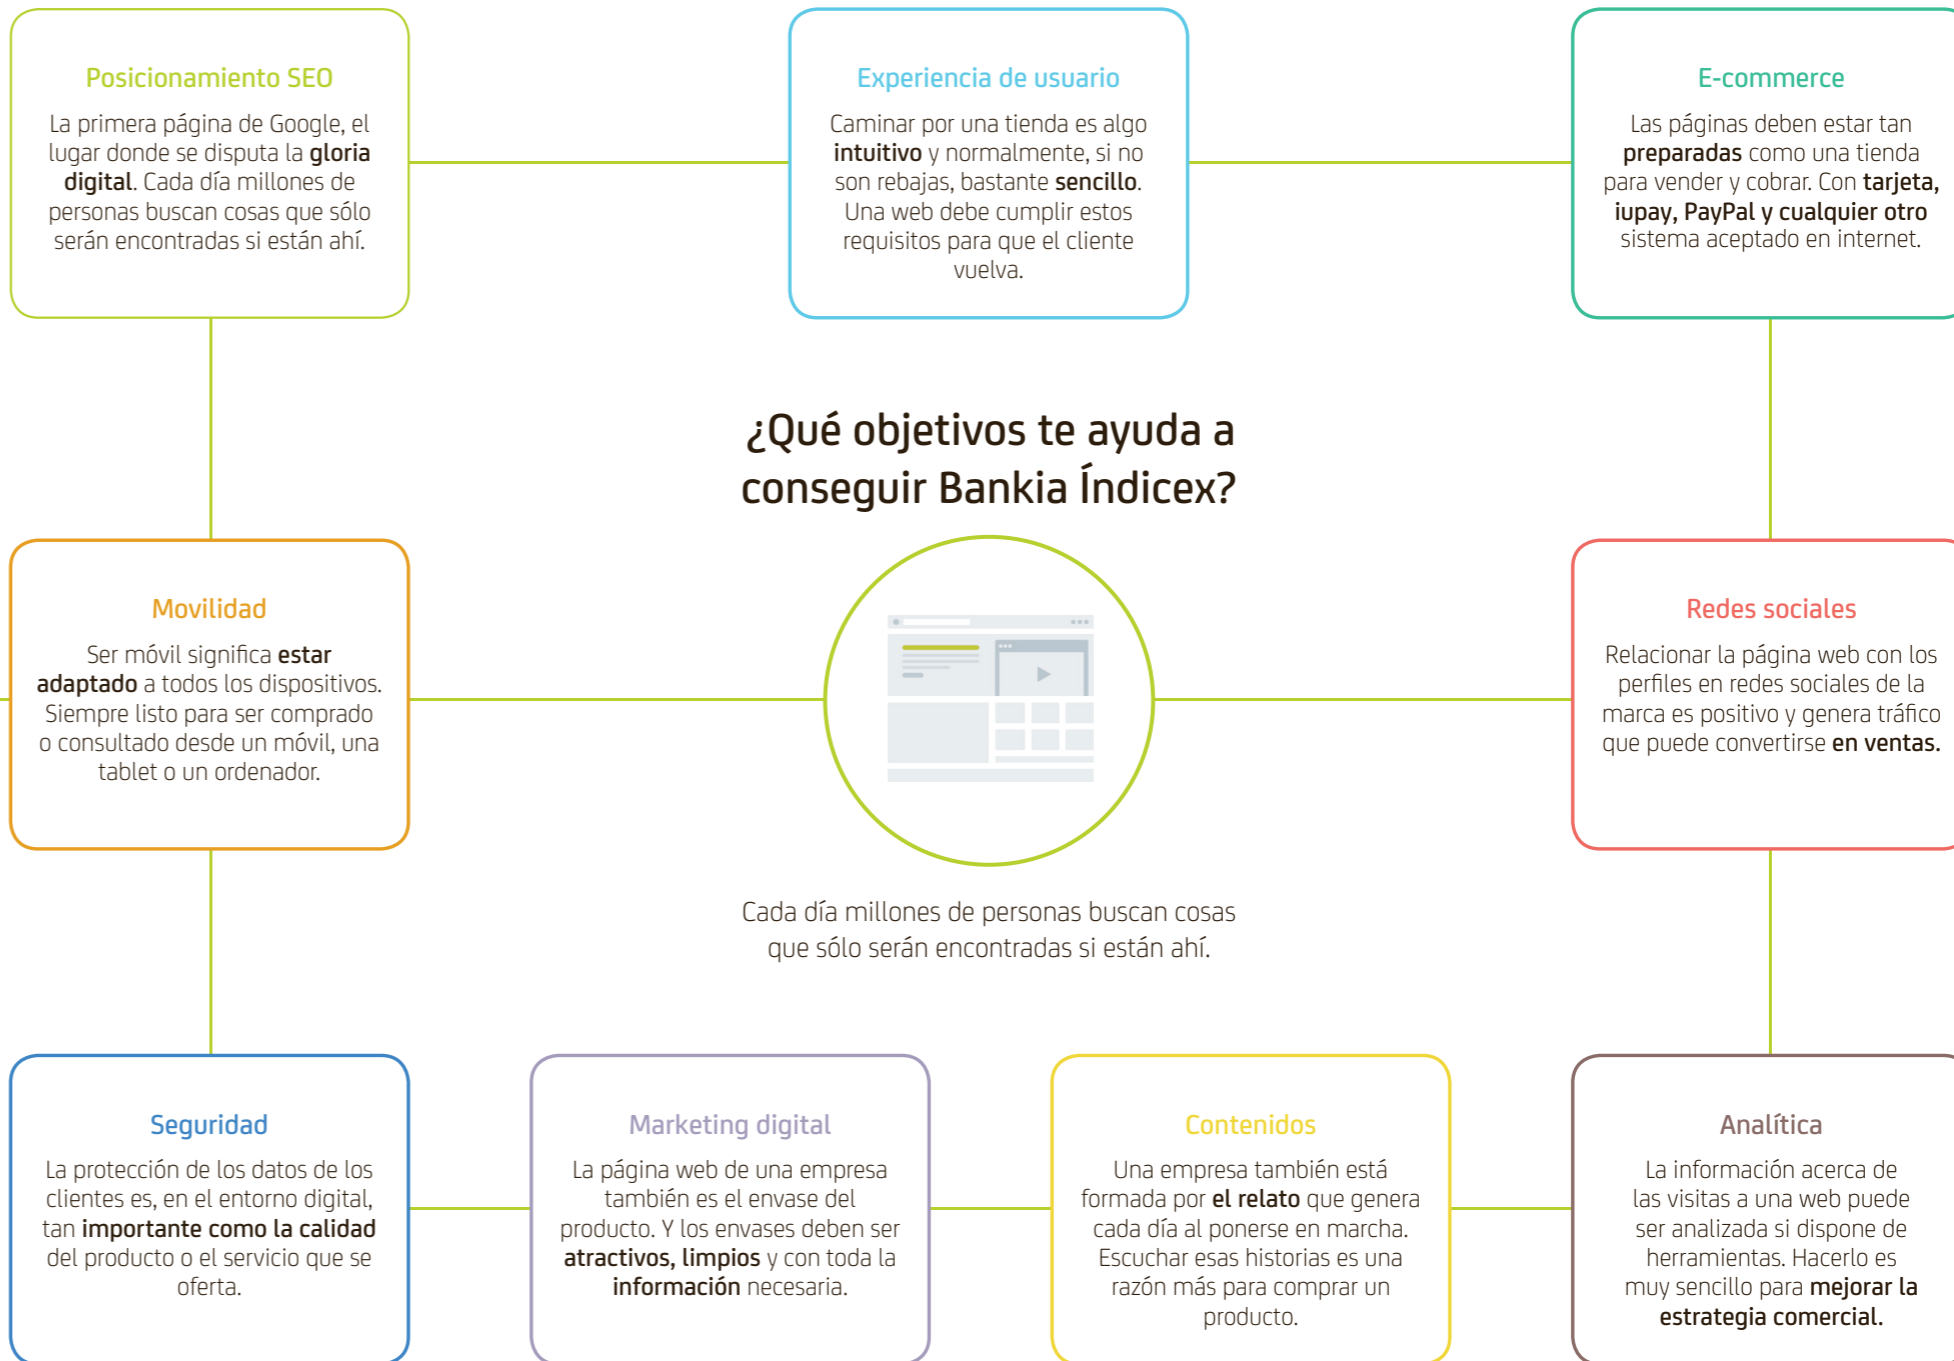 Posicionamiento SEO
La primera página de Google, el
lugar donde se disputa la gloria
digital. Cada día millones de
personas buscan cosas que sólo
serán encontradas si están ahí.
Experiencia de usuario
Caminar por una tienda es algo
intuitivo y normalmente, si no
son rebajas, bastante sencillo.
Una web debe cumplir estos
requisitos para que el cliente
vuelva.
E-commerce
Las páginas deben estar tan
preparadas como una tienda
para vender y cobrar. Con tarjeta,
iupay, PayPal y cualquier otro
sistema aceptado en internet.
¿Qué objetivos te ayuda a
conseguir Bankia Índicex?
Movilidad
Ser móvil significa estar
adaptado a todos los dispositivos.
Siempre listo para ser comprado
o consultado desde un móvil, una
tablet o un ordenador.
Redes sociales
Relacionar la página web con los
perfiles en redes sociales de la
marca es positivo y genera tráfico
que puede convertirse en ventas.
Cada día millones de personas buscan cosas
que sólo serán encontradas si están ahí.
Seguridad
La protección de los datos de los
clientes es, en el entorno digital,
tan importante como la calidad
del producto o el servicio que se
oferta.
Marketing digital
La página web de una empresa
también es el envase del
producto. Y los envases deben ser
atractivos, limpios y con toda la
información necesaria.
Contenidos
Una empresa también está
formada por el relato que genera
cada día al ponerse en marcha.
Escuchar esas historias es una
razón más para comprar un
producto.
Analítica
La información acerca de
las visitas a una web puede
ser analizada si dispone de
herramientas. Hacerlo es
muy sencillo para mejorar la
estrategia comercial.